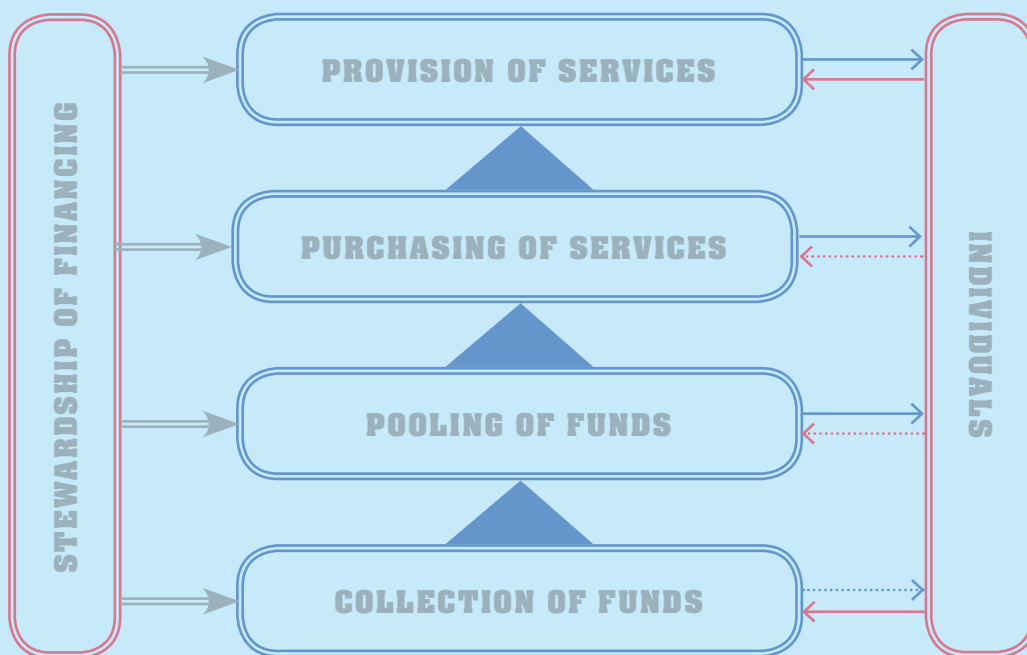 STEWARDSHIP OF FINANCING
PROVISION OF SERVICES
PURCHASING OF SERVICES
POOLING OF FUNDS
COLLECTION OF FUNDS
INDIVIDUALS